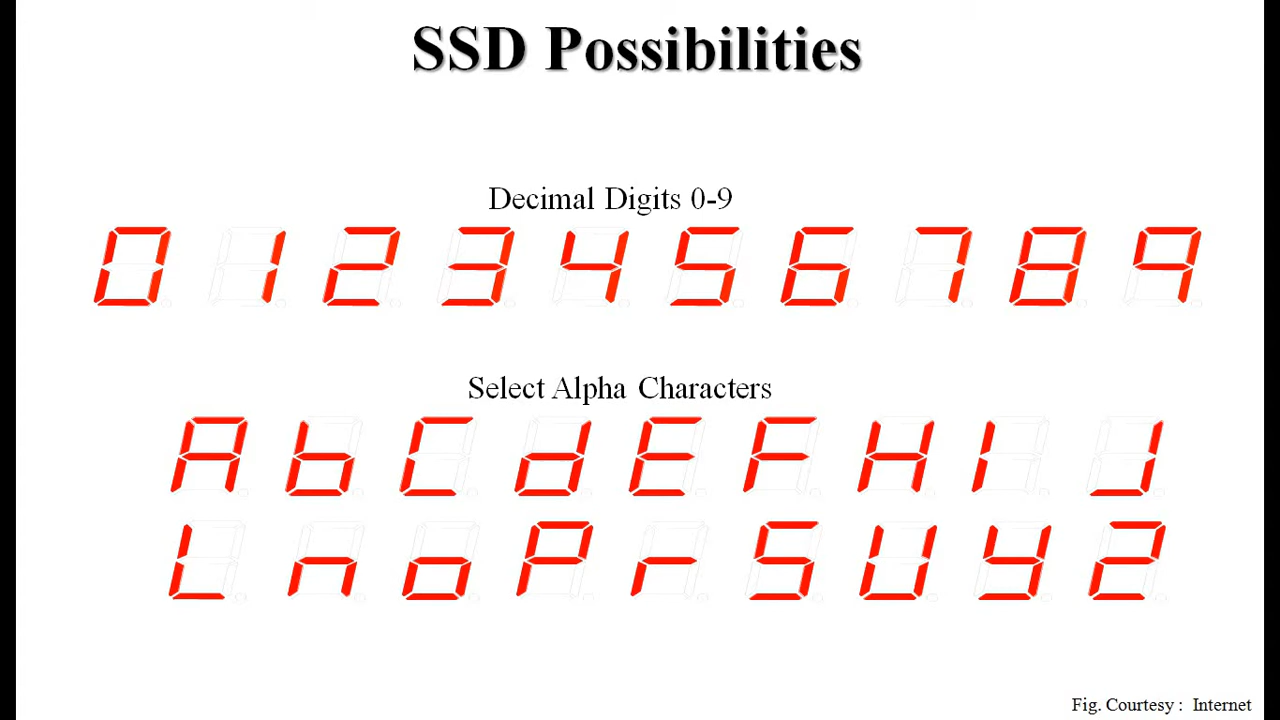 SSD Possibilities
Decimal Digits 0-9
0 1 2 3 4 5 6 7 8 9
Select Alpha Characters
A b C d E F H I J
L n o P r S U y 2
Fig. Courtesy : Internet